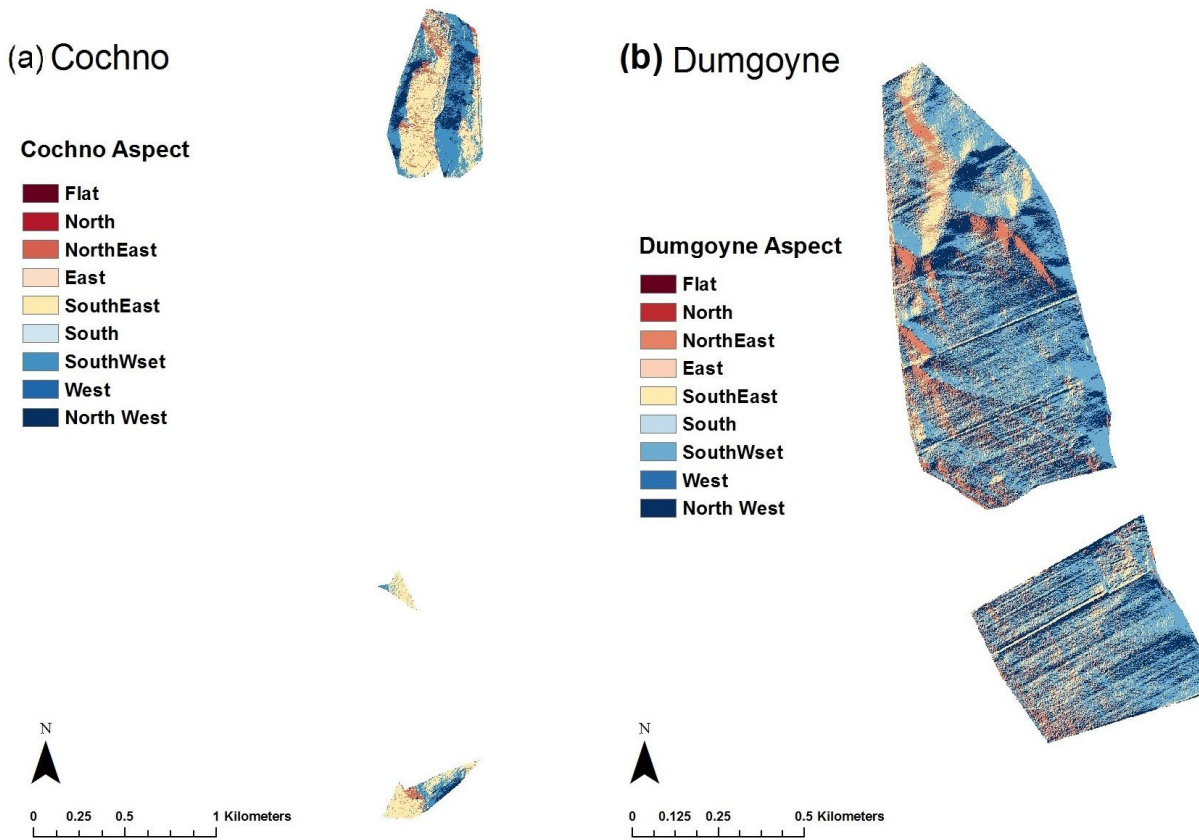 (a) Cochno
Cochno Aspect
Flat
North
NorthEast
East
SouthEast
South
SouthWset
West
North West
N
0 0.25 0.5 1 Kilometers
(b) Dumgoyne
Dumgoyne Aspect
Flat
North
NorthEast
East
SouthEast
South
SouthWset
West
North West
N
0 0.125 0.25 0.5 Kilometers